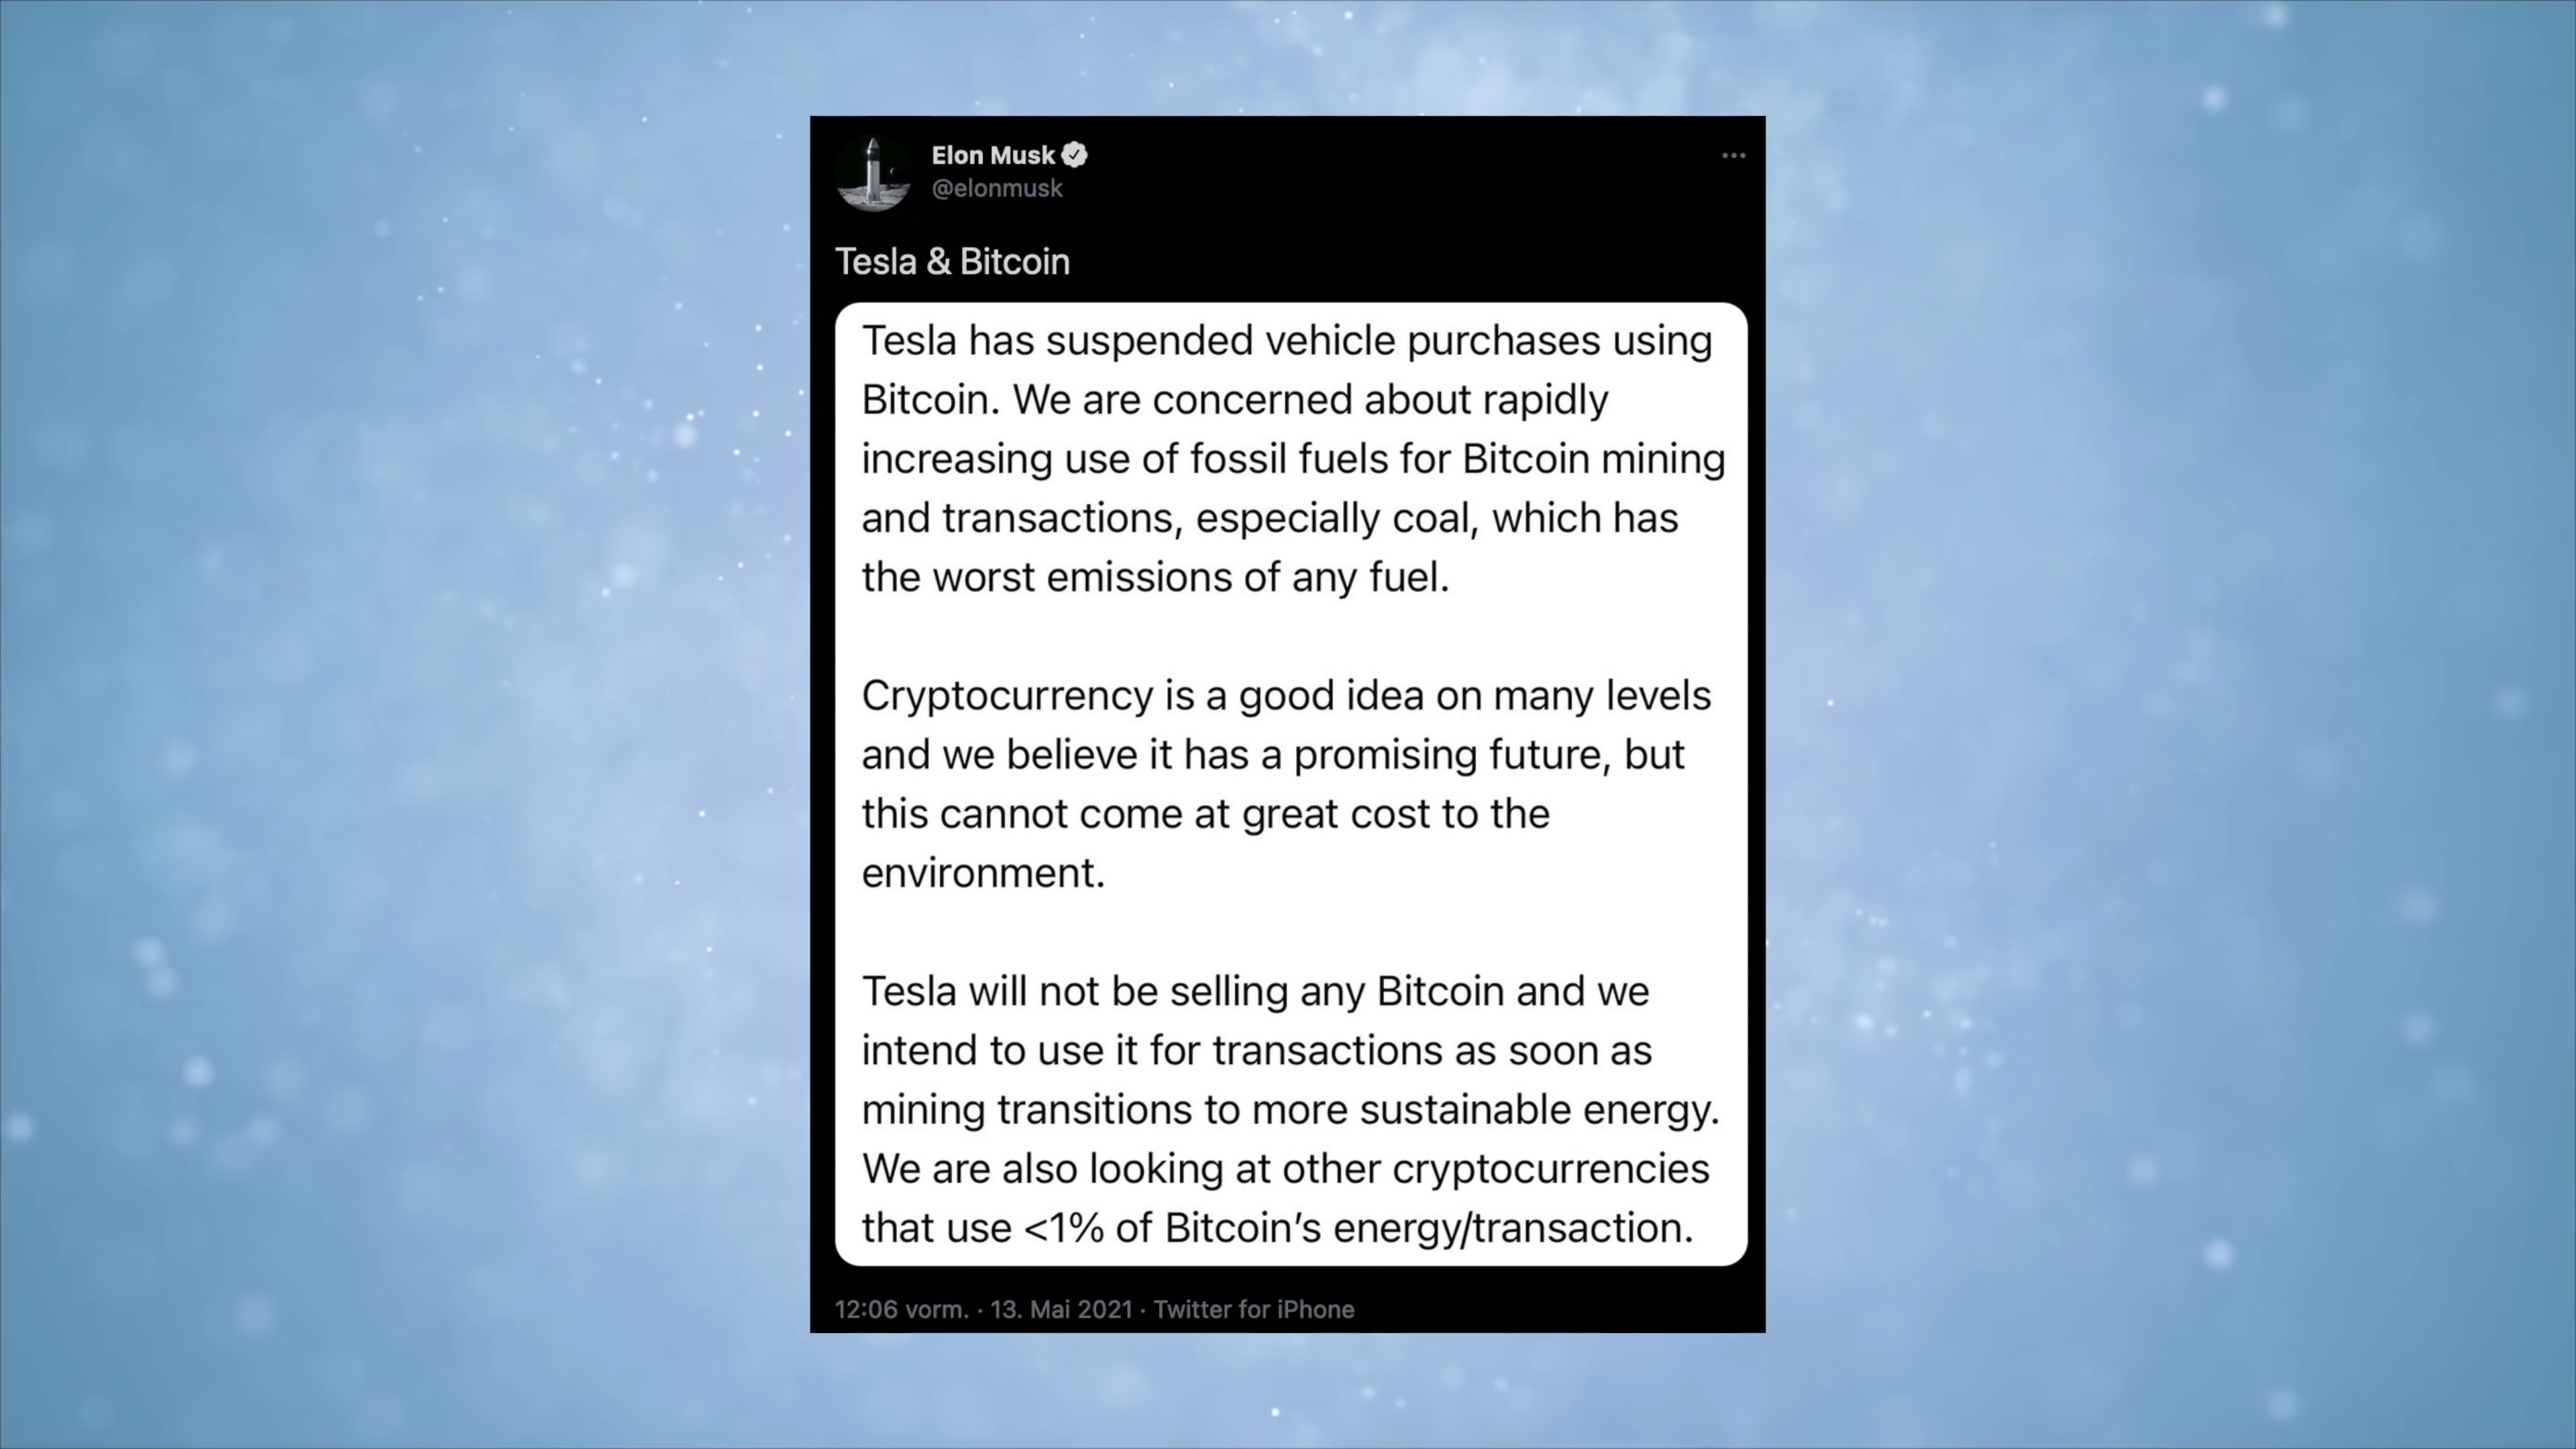 Elon Musk
@elonmusk
Tesla & Bitcoin
Tesla has suspended vehicle purchases using
Bitcoin. We are concerned about rapidly
increasing use of fossil fuels for Bitcoin mining
and transactions, especially coal, which has
the worst emissions of any fuel.
Cryptocurrency is a good idea on many levels
and we believe it has a promising future, but
this cannot come at great cost to the
environment.
Tesla will not be selling any Bitcoin and we
intend to use it for transactions as soon as
mining transitions to more sustainable energy.
We are also looking at other cryptocurrencies
that use <1% of Bitcoin’s energy/transaction.
12:06 vorm. · 13. Mai 2021 · Twitter for iPhone